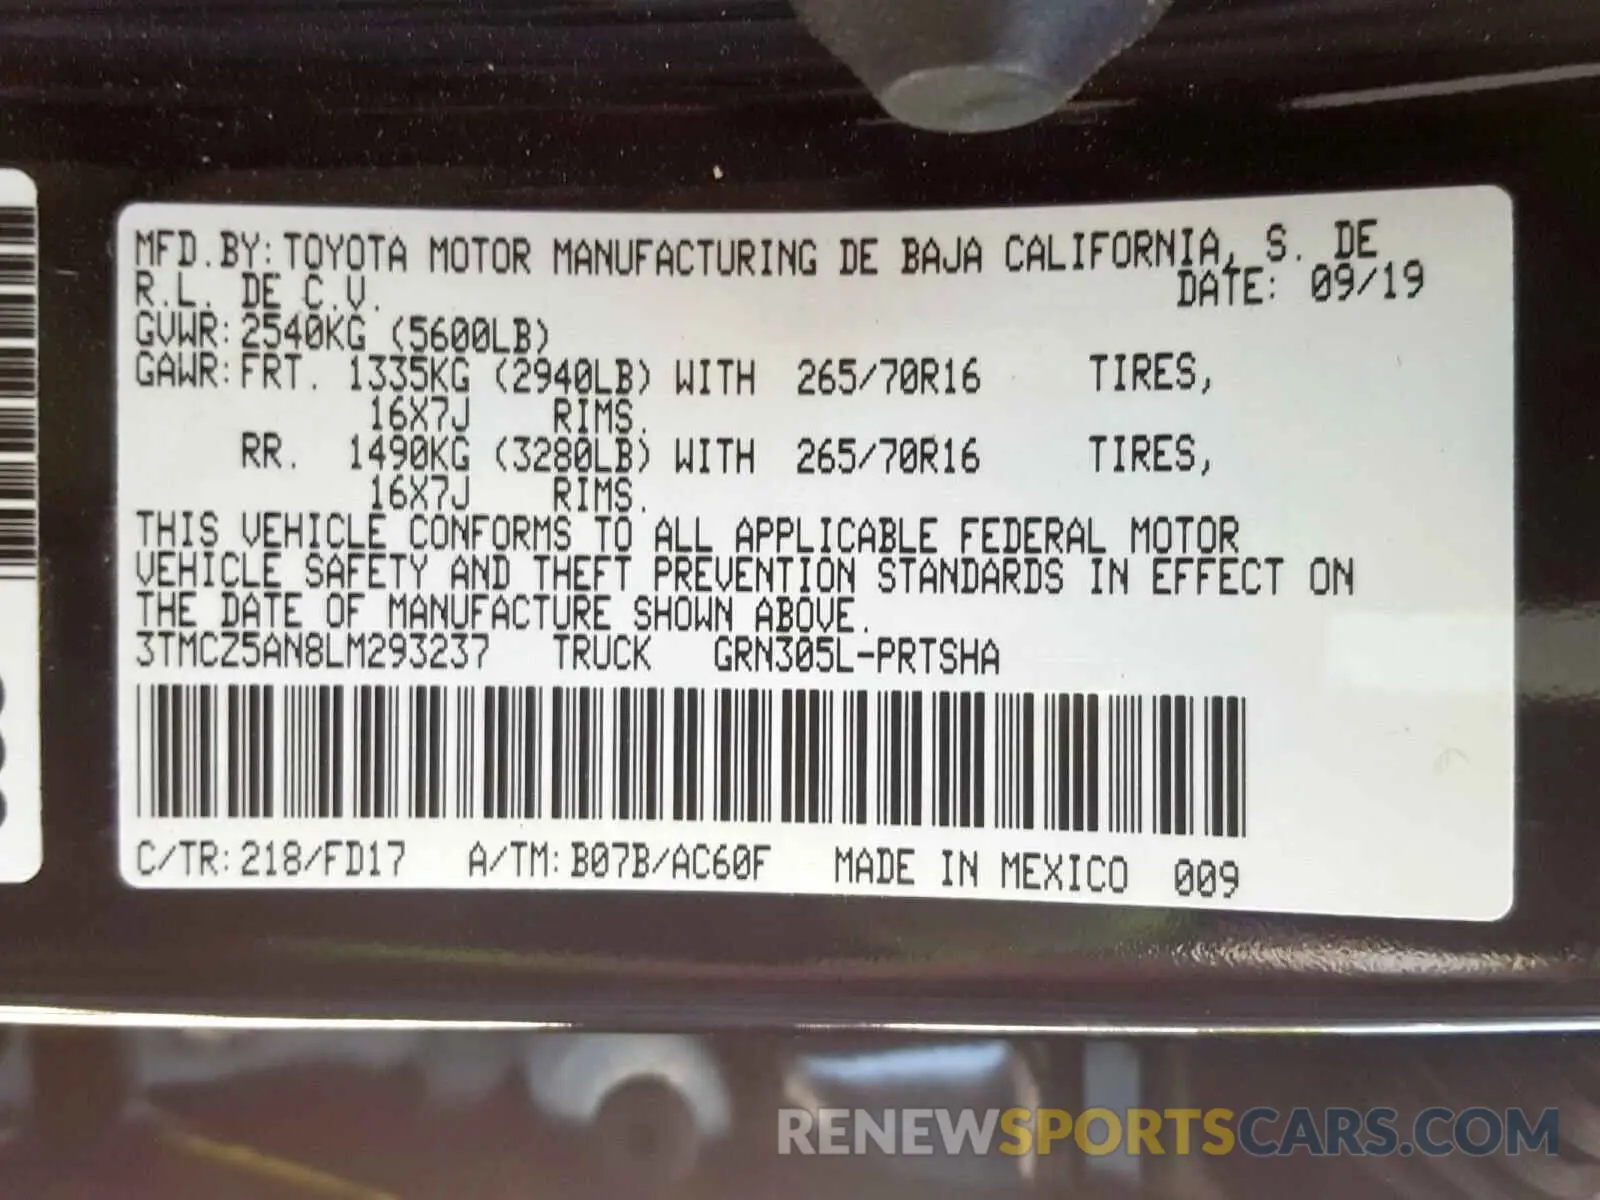 MFD.BY: TOYOTA MOTOR MANUFACTURING DE BAJA CALIFORNIA, S. DE
R.L. DE C.V. DATE: 09/19
GVWR: 2540KG (5600LB)
GAWR: FRT. 1335KG (2940LB) WITH 265/70R16 TIRES,
16X7J RIMS.
RR. 1490KG (3280LB) WITH 265/70R16 TIRES,
16X7J RIMS.
THIS VEHICLE CONFORMS TO ALL APPLICABLE FEDERAL MOTOR
VEHICLE SAFETY AND THEFT PREVENTION STANDARDS IN EFFECT ON
THE DATE OF MANUFACTURE SHOWN ABOVE.
3TMCZ5AN8LM293237 TRUCK GRN305L-PRTSHA
C/TR: 218/FD17 A/TM: B07B/AC60F MADE IN MEXICO 009
RENEWSPORTSCARS.COM